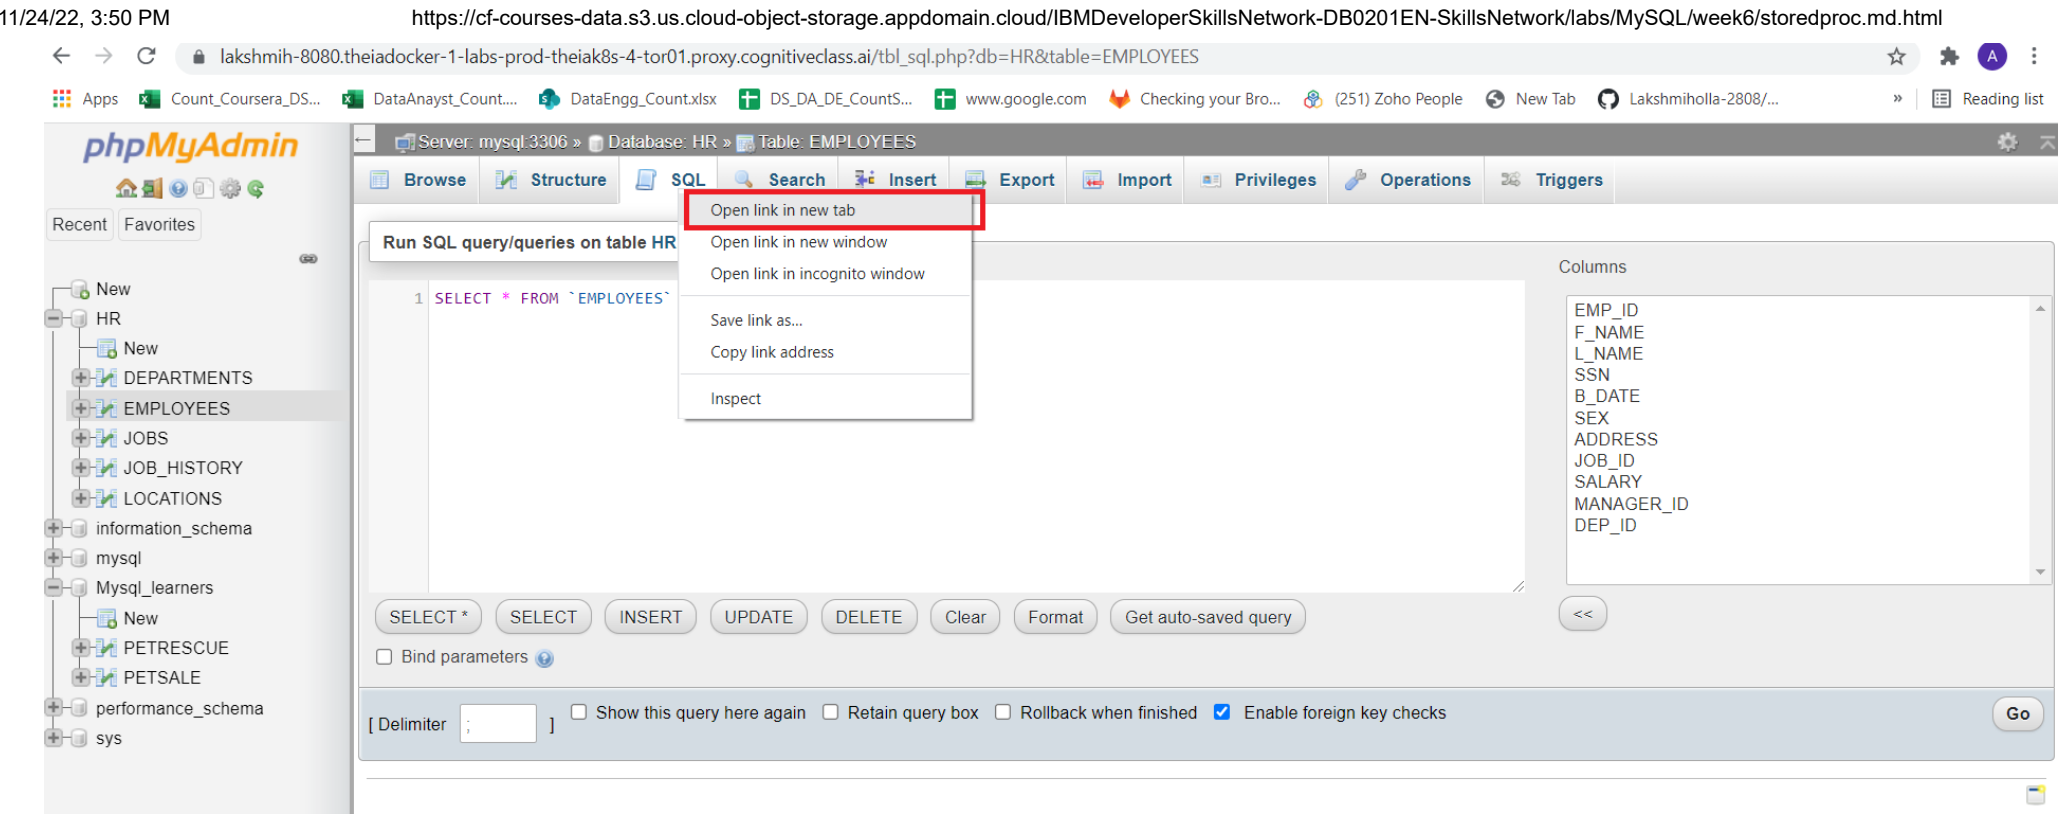 11/24/22, 3:50 PM https://cf-courses-data.s3.us.cloud-object-storage.appdomain.cloud/IBMDeveloperSkillsNetwork-DB0201EN-SkillsNetwork/labs/MySQL/week6/storedproc.md.html
lakshmih-8080.theiadocker-1-labs-prod-theiak8s-4-tor01.proxy.cognitiveclass.ai/tbl_sql.php?db=HR&table=EMPLOYEES A
Apps Count_Coursera_DS... DataAnayst_Count.... DataEngg_Count.xlsx DS_DA_DE_CountS... www.google.com Checking your Bro... (251) Zoho People New Tab Lakshmiholla-2808/... » Reading list
phpMyAdmin
Recent Favorites
New
HR
New
DEPARTMENTS
EMPLOYEES
JOBS
JOB_HISTORY
LOCATIONS
information_schema
mysql
Mysql_learners
New
PETRESCUE
PETSALE
performance_schema
sys
Server: mysql:3306 » Database: HR » Table: EMPLOYEES
Browse Structure SQL Search Insert Export Import Privileges Operations Triggers
Run SQL query/queries on table HR
1 SELECT * FROM `EMPLOYEES`
Open link in new tab
Open link in new window
Open link in incognito window
Save link as...
Copy link address
Inspect
Columns
EMP_ID
F_NAME
L_NAME
SSN
B_DATE
SEX
ADDRESS
JOB_ID
SALARY
MANAGER_ID
DEP_ID
SELECT * SELECT INSERT UPDATE DELETE Clear Format Get auto-saved query <<
Bind parameters
[ Delimiter ; ] Show this query here again Retain query box Rollback when finished Enable foreign key checks Go